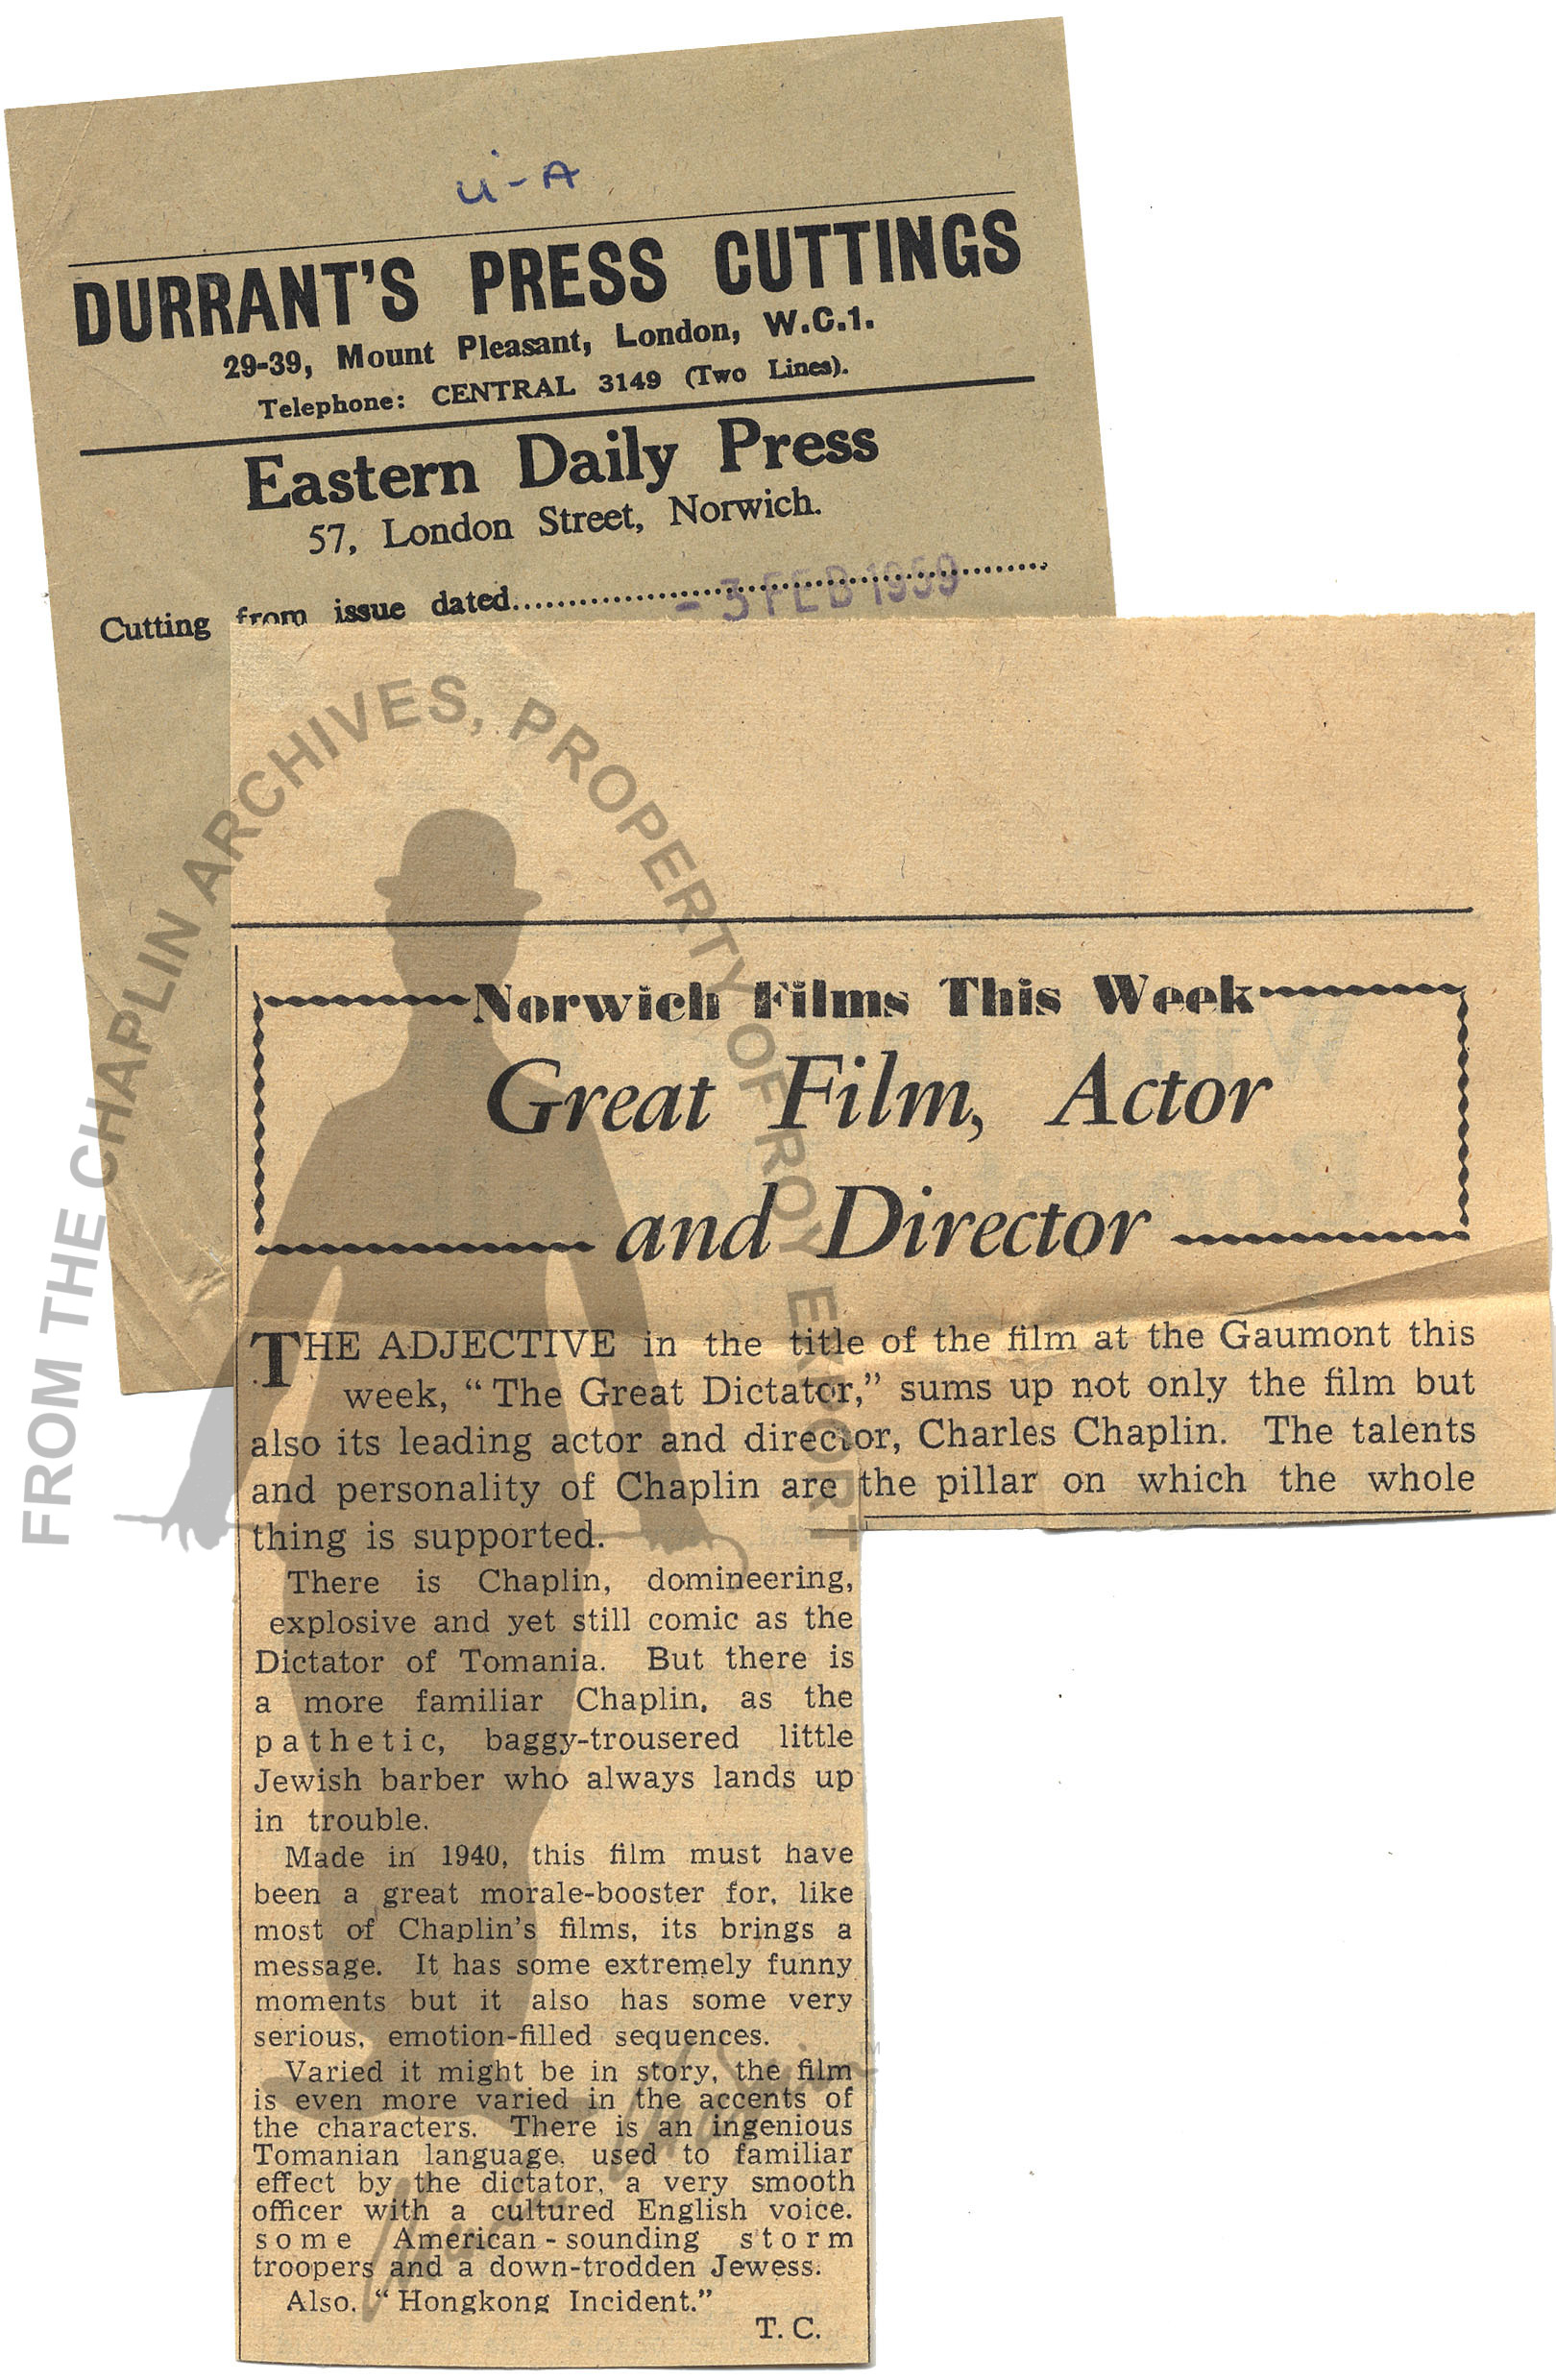 u-A
DURRANT'S PRESS CUTTINGS
29-39, Mount Pleasant, London, W.C.1.
Telephone: CENTRAL 3149 (Two Lines).
Eastern Daily Press
57, London Street, Norwich.
Cutting from issue dated - 3 FEB 1959
FROM THE CHAPLIN ARCHIVES, PROPERTY OF ROY EXPORT
Norwich Films This Week
Great Film, Actor
and Director
THE ADJECTIVE in the title of the film at the Gaumont this
week, “The Great Dictator,” sums up not only the film but
also its leading actor and director, Charles Chaplin. The talents
and personality of Chaplin are the pillar on which the whole
thing is supported.
There is Chaplin, domineering,
explosive and yet still comic as the
Dictator of Tomania. But there is
a more familiar Chaplin, as the
pathetic, baggy-trousered little
Jewish barber who always lands up
in trouble.
Made in 1940, this film must have
been a great morale-booster for, like
most of Chaplin's films, its brings a
message. It has some extremely funny
moments but it also has some very
serious, emotion-filled sequences.
Varied it might be in story, the film
is even more varied in the accents of
the characters. There is an ingenious
Tomanian language, used to familiar
effect by the dictator, a very smooth
officer with a cultured English voice.
some American-sounding storm
troopers and a down-trodden Jewess.
Also, “Hongkong Incident.”
T. C.
Charles Chaplin